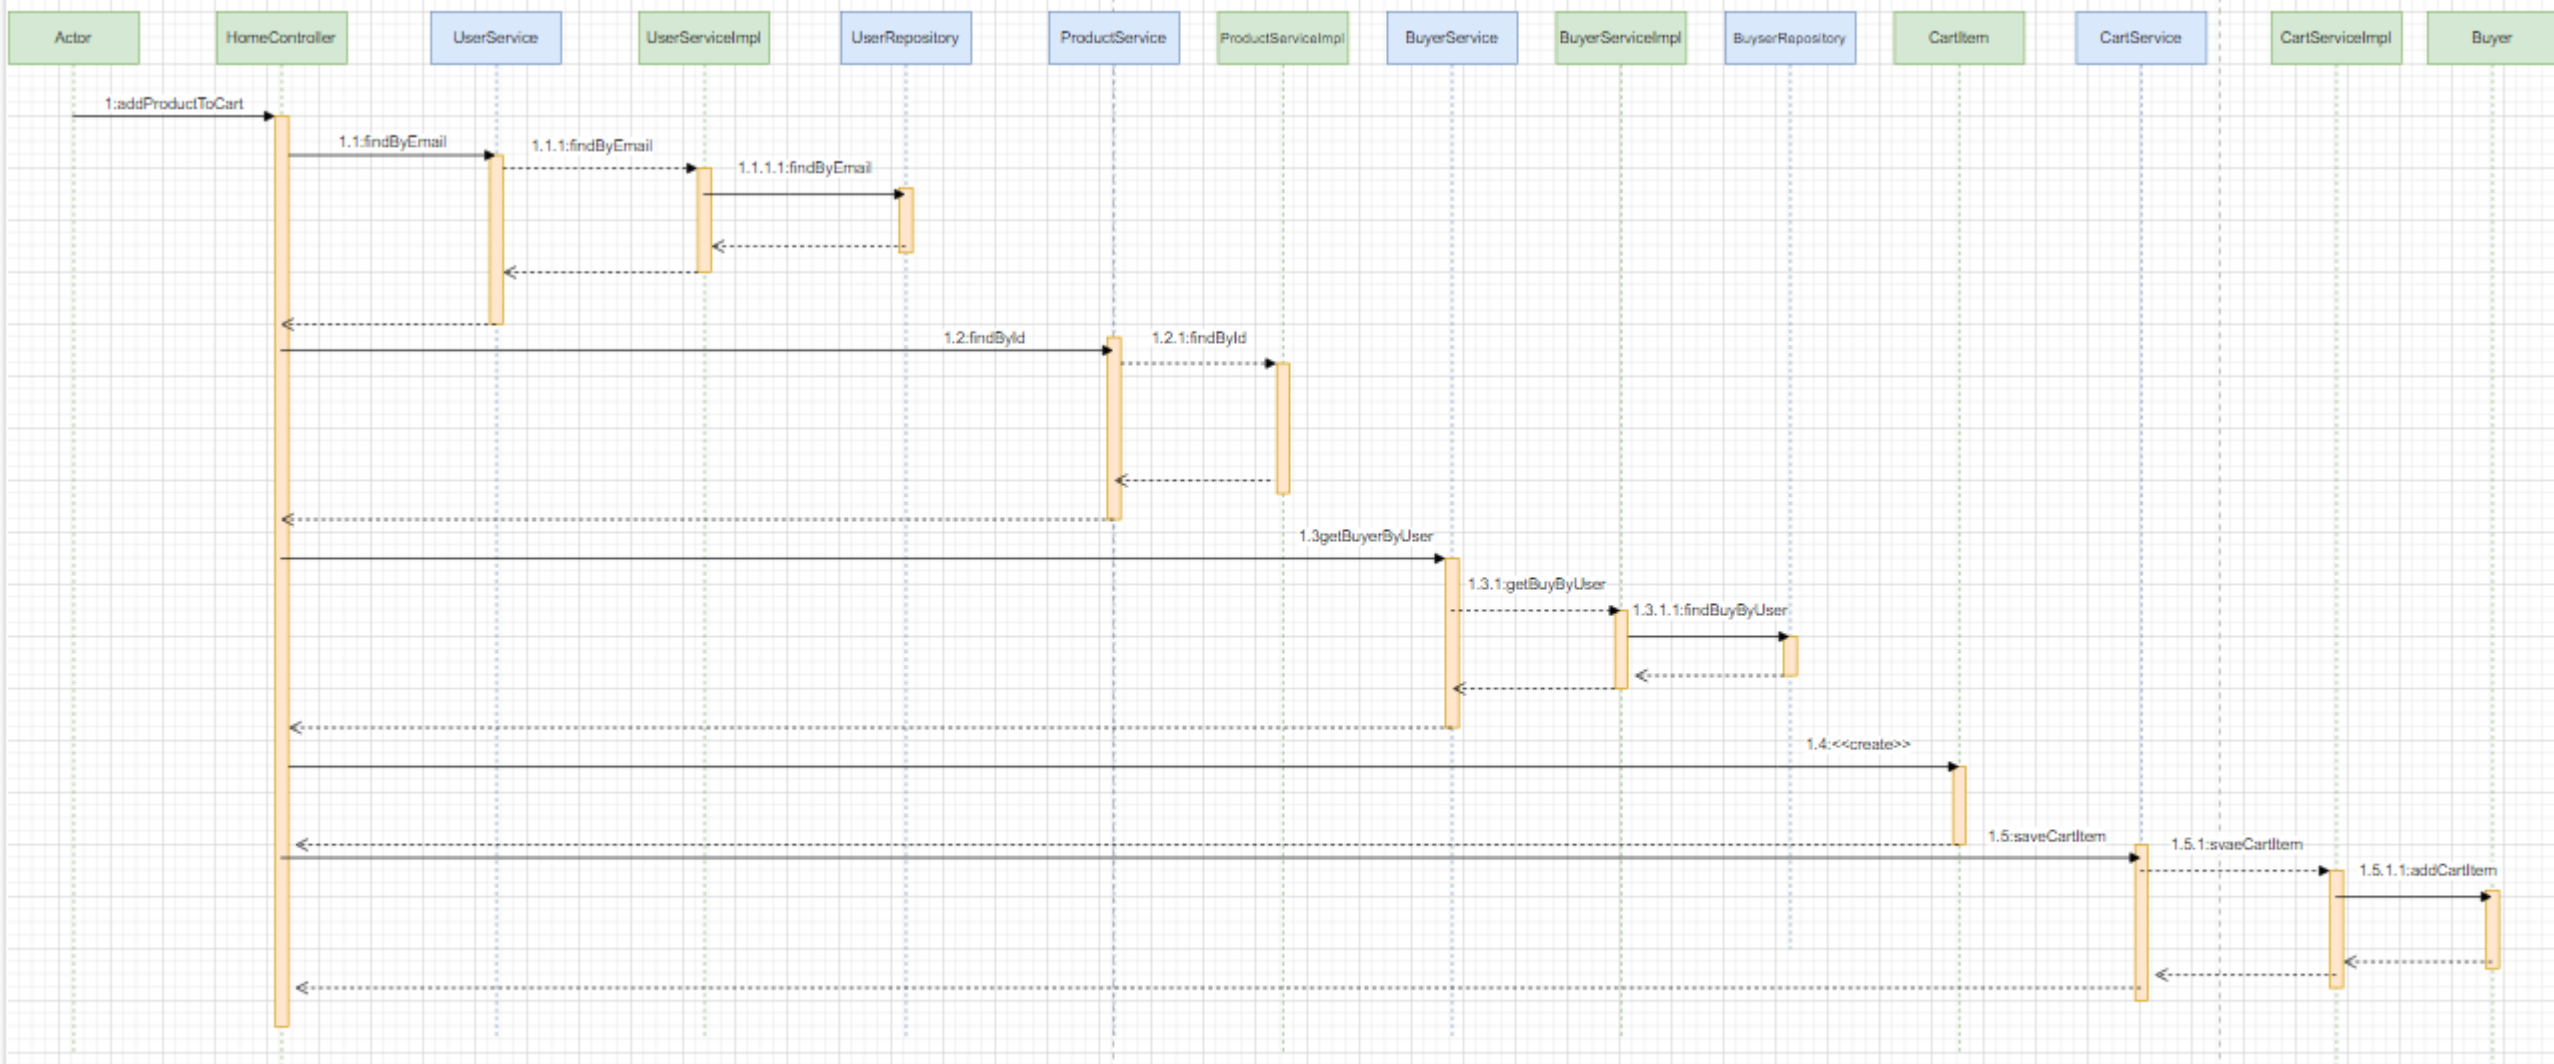 Actor
HomeController
UserService
UserServiceImpl
UserRepository
ProductService
ProductServiceImpl
BuyerService
BuyerServiceImpl
BuyserRepository
CartItem
CartService
CartServiceImpl
Buyer
1:addProductToCart
1.1:findByEmail
1.1.1:findByEmail
1.1.1.1:findByEmail
1.2:findById
1.2.1:findById
1.3getBuyerByUser
1.3.1:getBuyByUser
1.3.1.1:findBuyByUser
1.4:<<create>>
1.5:saveCartItem
1.5.1:svaeCartItem
1.5.1.1:addCartItem